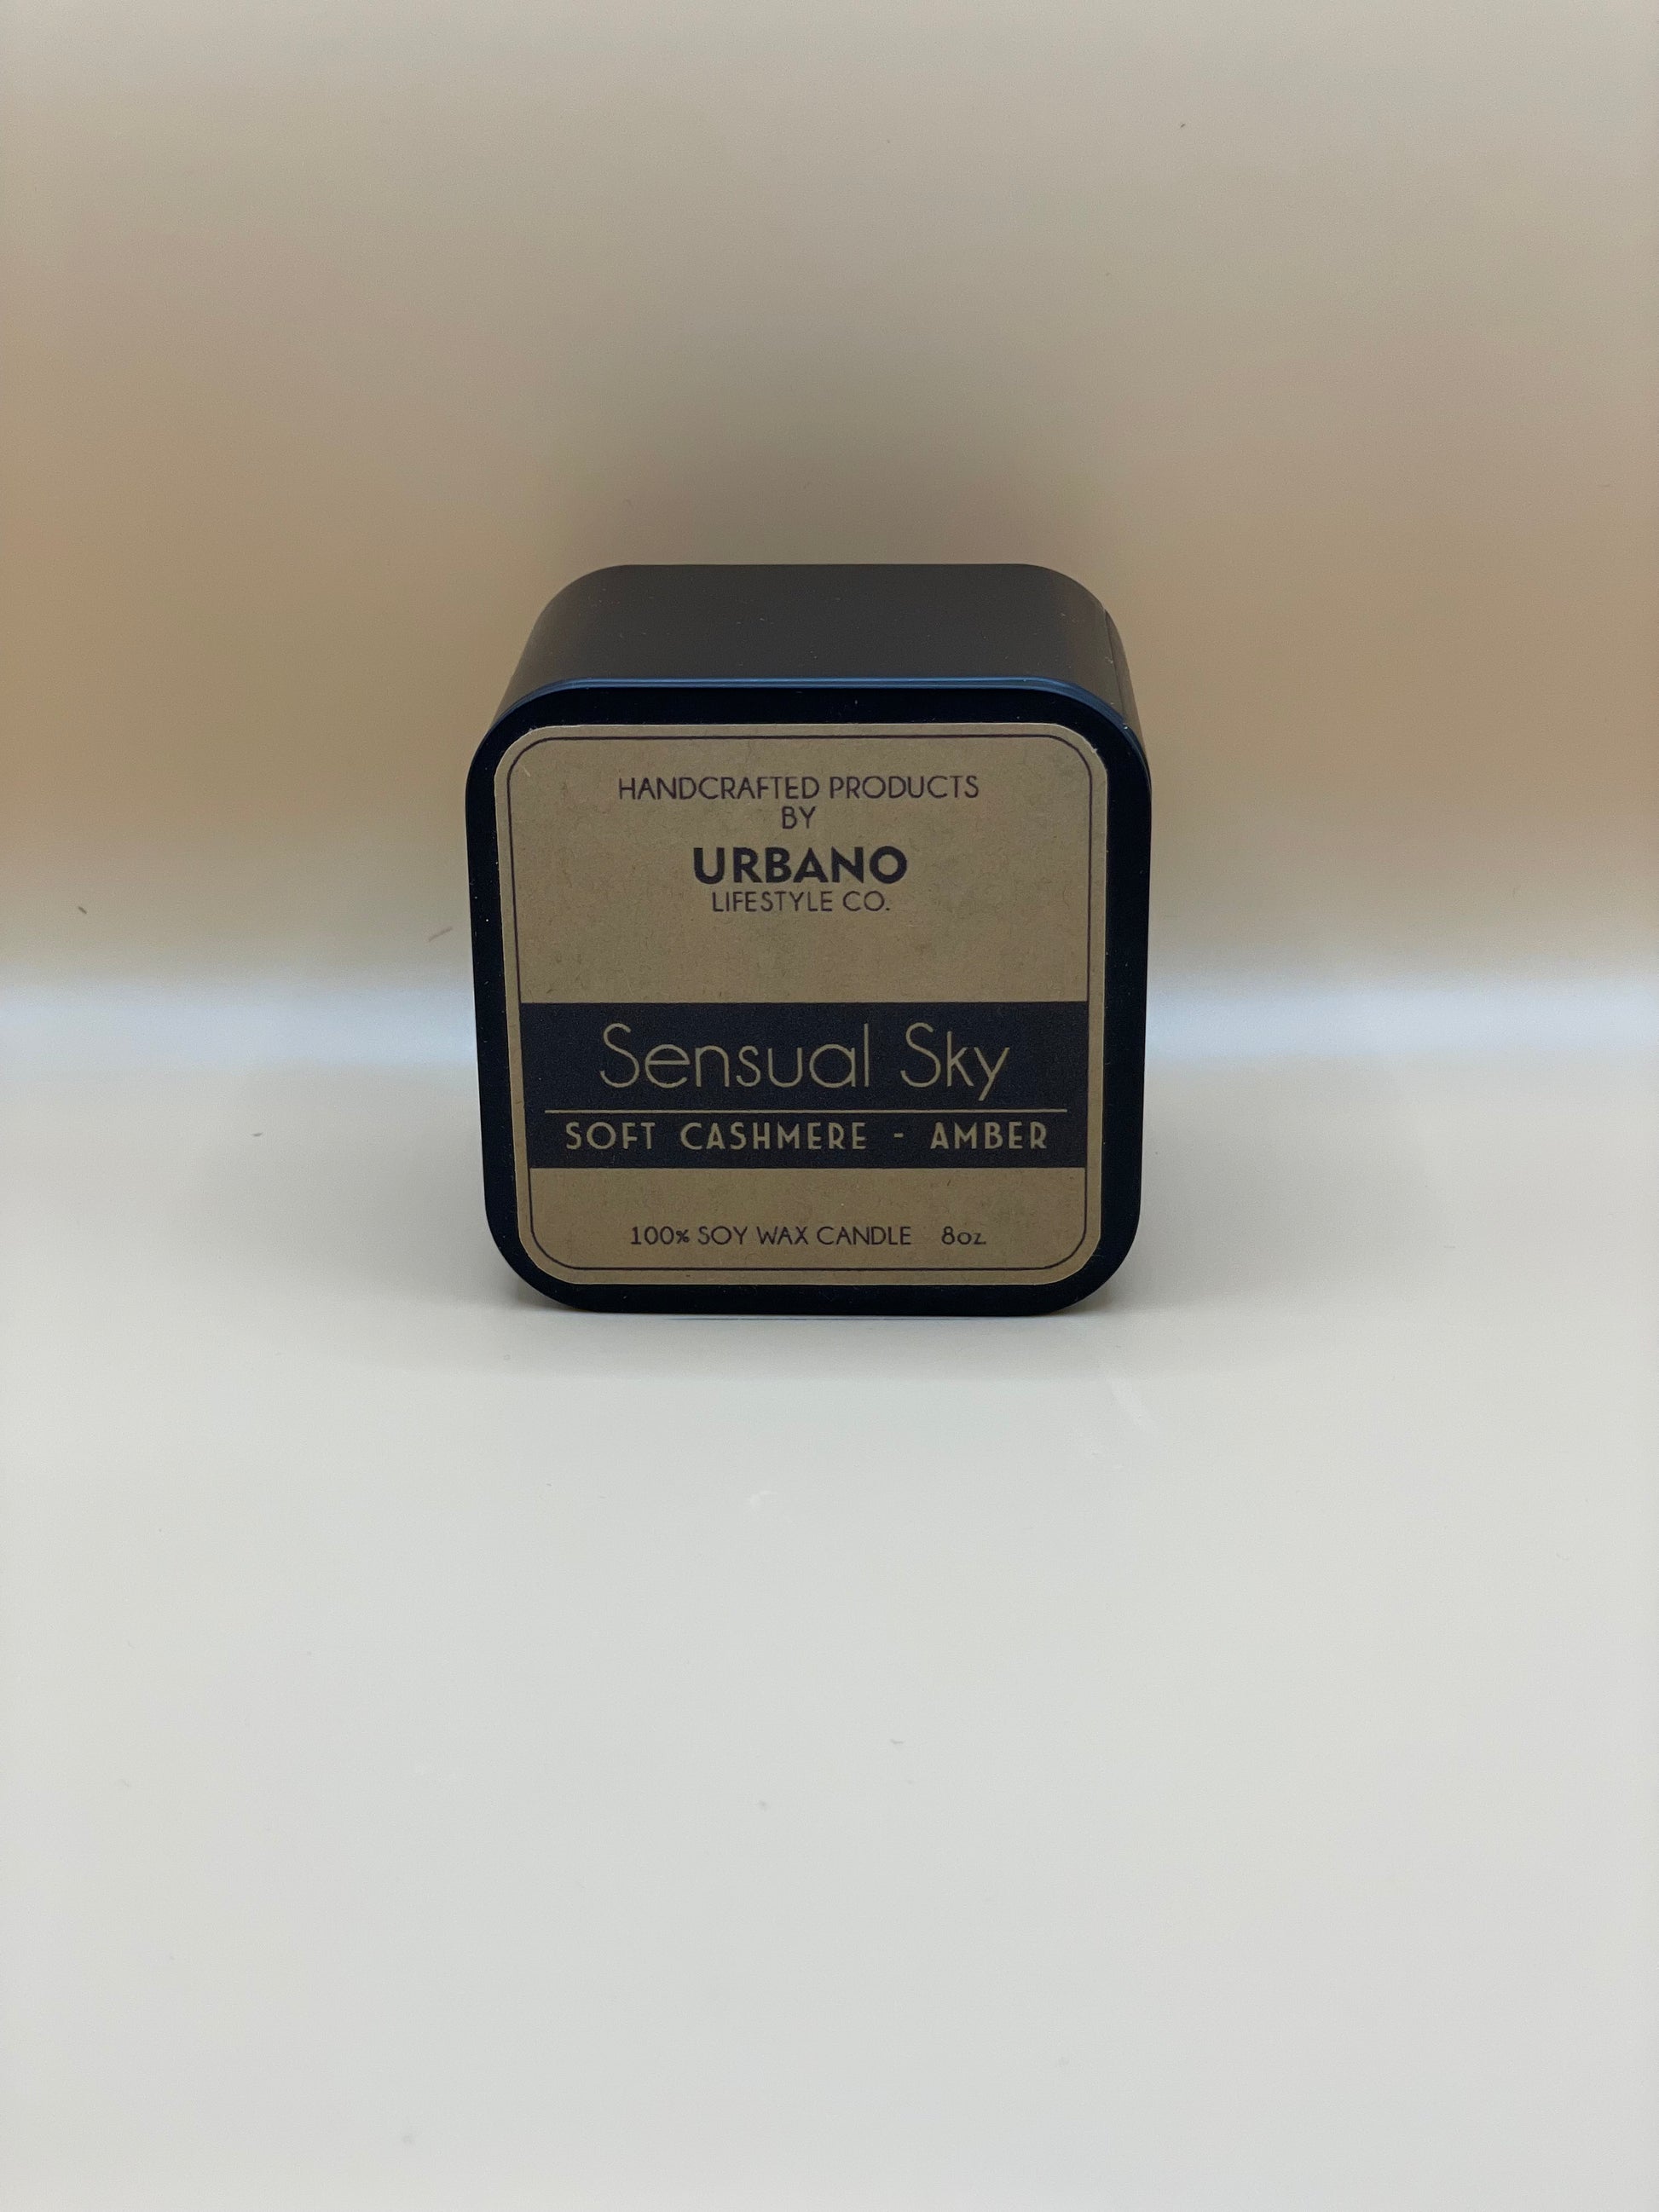 HANDCRAFTED PRODUCTS
BY
URBANO
LIFESTYLE CO.
Sensual Sky
SOFT CASHMERE - AMBER
100% SOY WAX CANDLE 8oz